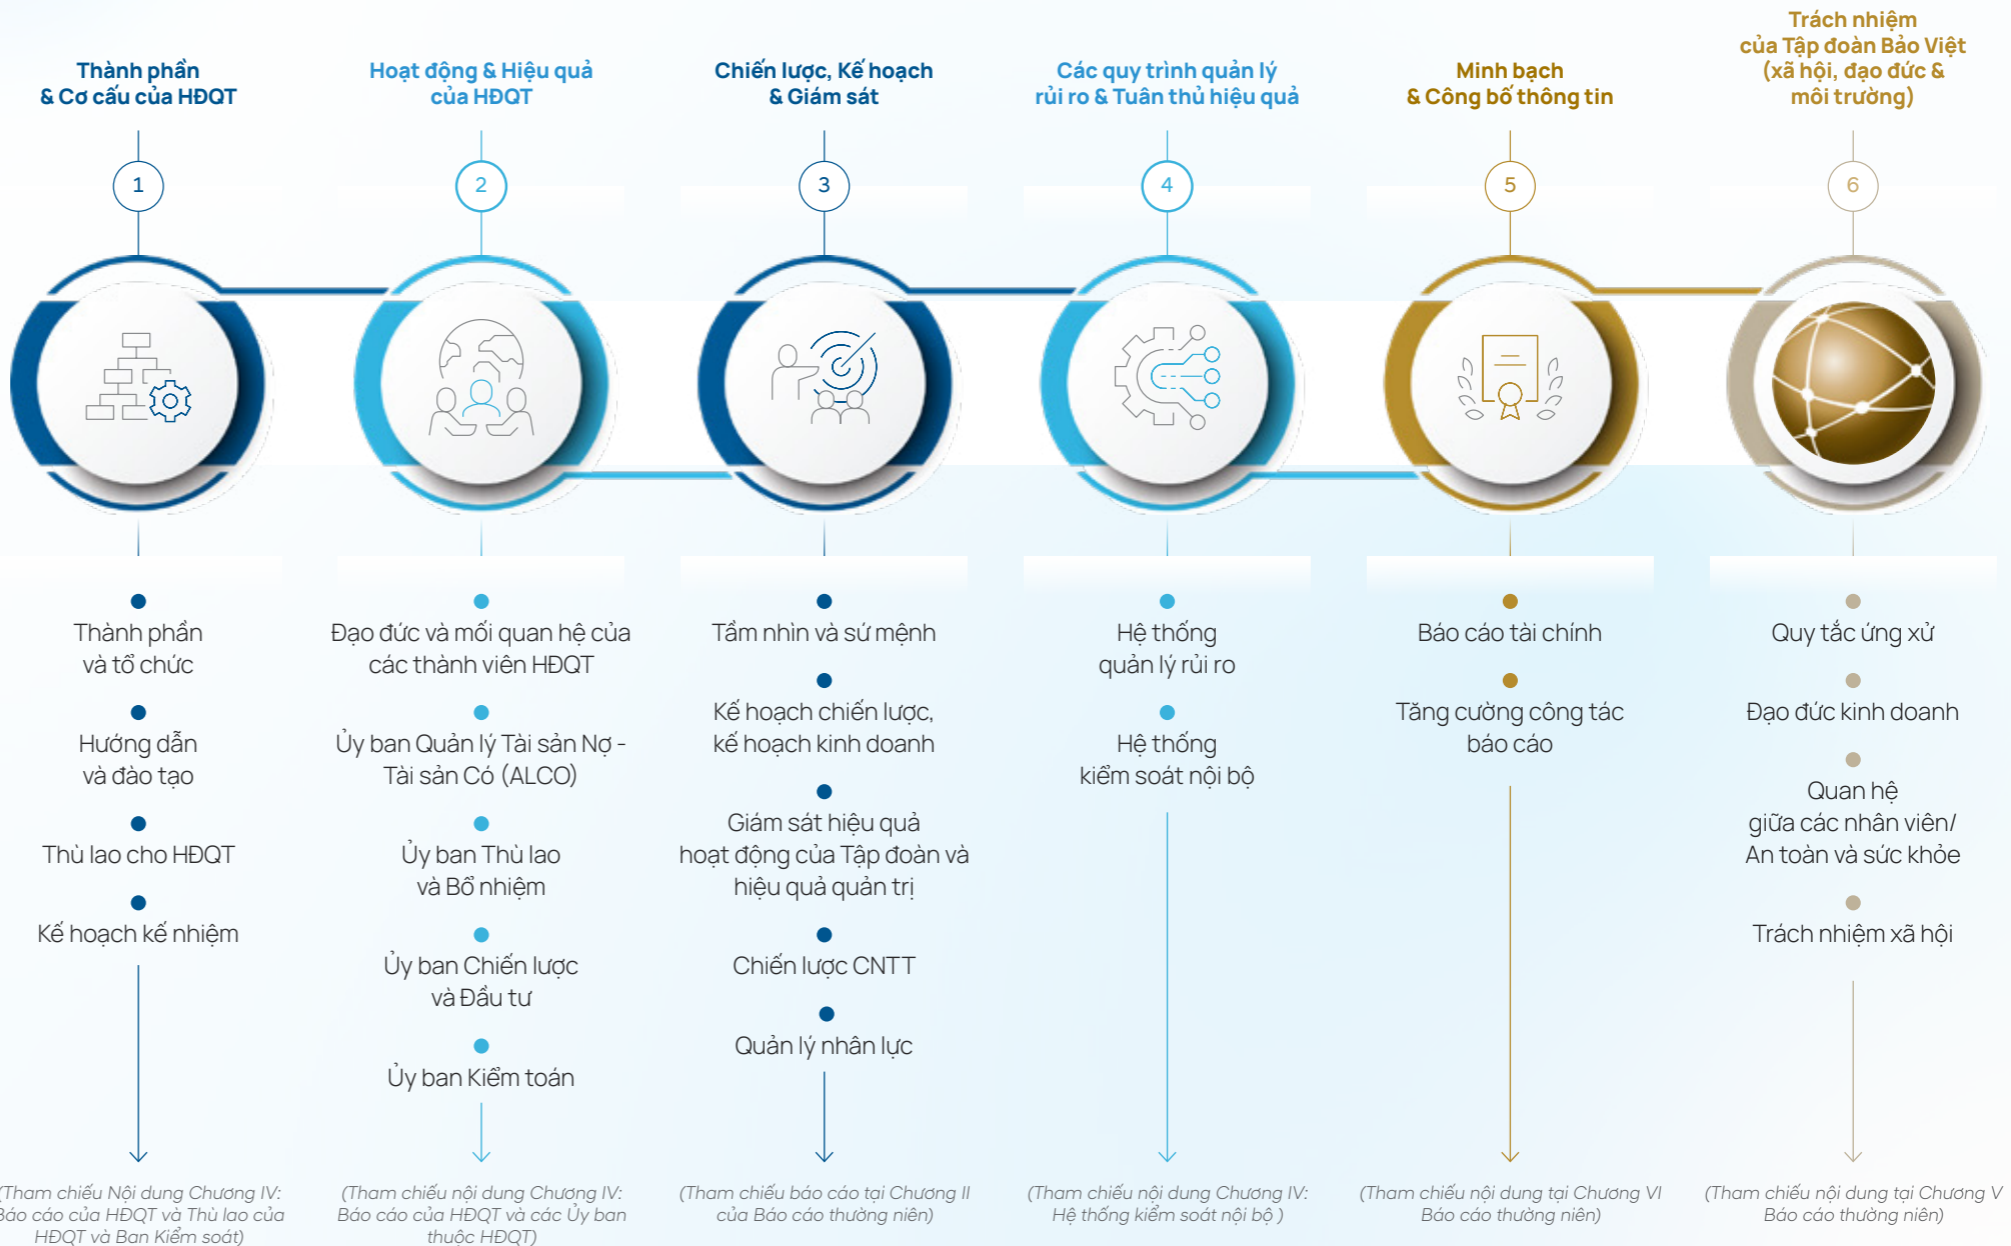 Thành phần
& Cơ cấu của HĐQT
1
Thành phần
và tổ chức
Hướng dẫn
và đào tạo
Thù lao cho HĐQT
Kế hoạch kế nhiệm
(Tham chiếu Nội dung Chương IV:
Báo cáo của HĐQT và Thù lao của
HĐQT và Ban Kiểm soát)
Hoạt động & Hiệu quả
của HĐQT
2
Đạo đức và mối quan hệ của
các thành viên HĐQT
Ủy ban Quản lý Tài sản Nợ -
Tài sản Có (ALCO)
Ủy ban Thù lao
và Bổ nhiệm
Ủy ban Chiến lược
và Đầu tư
Ủy ban Kiểm toán
(Tham chiếu nội dung Chương IV:
Báo cáo của HĐQT và các Ủy ban
thuộc HĐQT)
Chiến lược, Kế hoạch
& Giám sát
3
Tầm nhìn và sứ mệnh
Kế hoạch chiến lược,
kế hoạch kinh doanh
Giám sát hiệu quả
hoạt động của Tập đoàn và
hiệu quả quản trị
Chiến lược CNTT
Quản lý nhân lực
(Tham chiếu báo cáo tại Chương II
của Báo cáo thường niên)
Các quy trình quản lý
rủi ro & Tuân thủ hiệu quả
4
Hệ thống
quản lý rủi ro
Hệ thống
kiểm soát nội bộ
(Tham chiếu nội dung Chương IV:
Hệ thống kiểm soát nội bộ )
Minh bạch
& Công bố thông tin
5
Báo cáo tài chính
Tăng cường công tác
báo cáo
(Tham chiếu nội dung tại Chương VI
Báo cáo thường niên)
Trách nhiệm
của Tập đoàn Bảo Việt
(xã hội, đạo đức &
môi trường)
6
Quy tắc ứng xử
Đạo đức kinh doanh
Quan hệ
giữa các nhân viên/
An toàn và sức khỏe
Trách nhiệm xã hội
(Tham chiếu nội dung tại Chương V
Báo cáo thường niên)